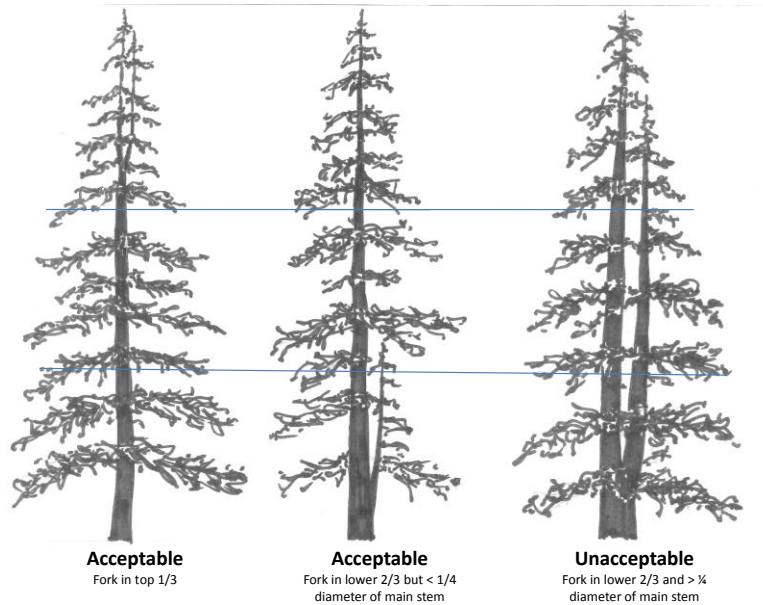 Acceptable
Fork in top 1/3
Acceptable
Fork in lower 2/3 but < 1/4
diameter of main stem
Unacceptable
Fork in lower 2/3 and > ¼
diameter of main stem